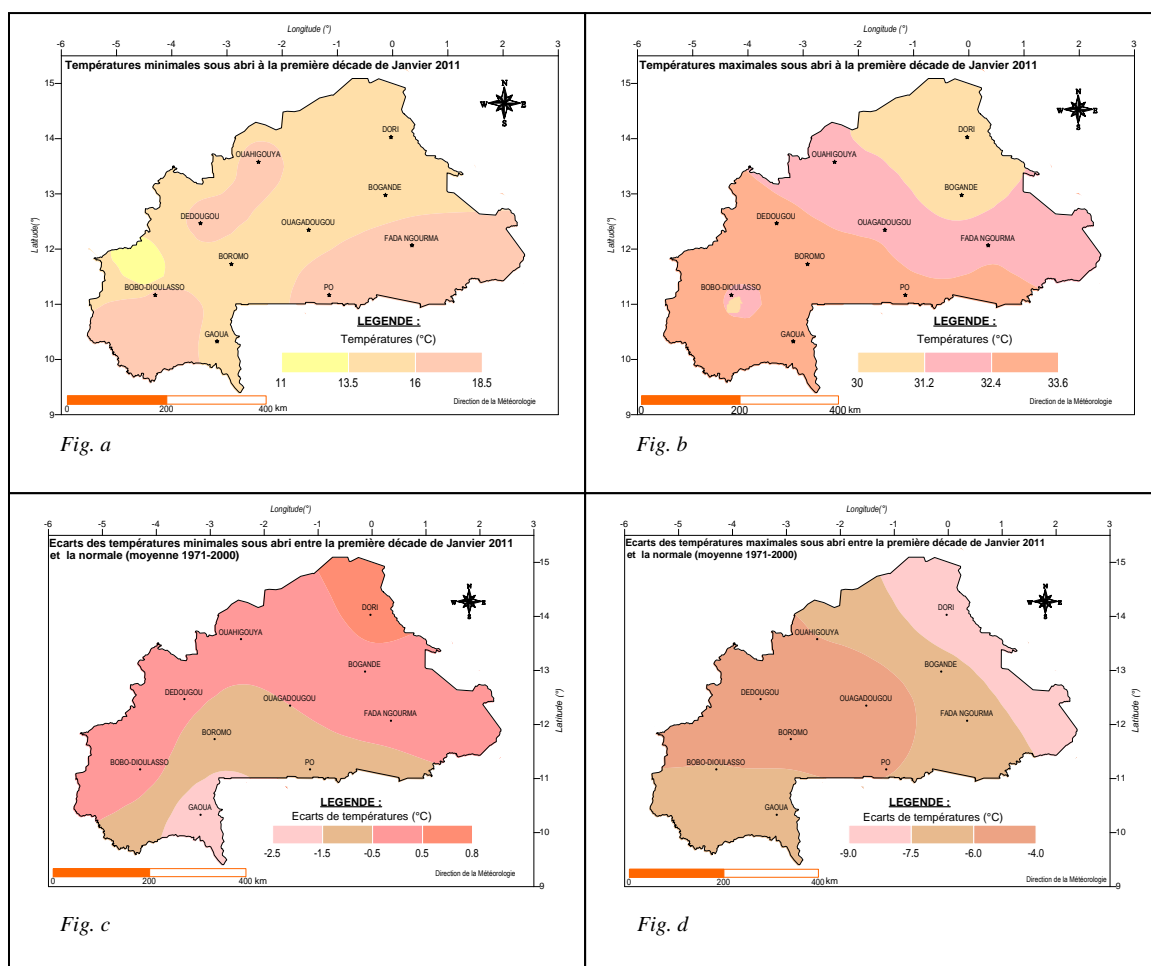 Longitude (°)
-6 -5 -4 -3 -2 -1 0 1 2 3
Températures minimales sous abri à la première décade de Janvier 2011
15
14
13
12
11
10
9
Latitude(°)
N
W E
S
DORI
OUAHIGOUYA
BOGANDE
DEDOUGOU
OUAGADOUGOU
FADA NGOURMA
BOROMO
BOBO-DIOULASSO
PO
GAOUA
LEGENDE :
Températures (°C)
11 13.5 16 18.5
0 200 400 km
Direction de la Météorologie
Fig. a
Longitude (°)
-6 -5 -4 -3 -2 -1 0 1 2 3
Températures maximales sous abri à la première décade de Janvier 2011
15
14
13
12
11
10
9
Latitude(°)
N
W E
S
DORI
OUAHIGOUYA
BOGANDE
DEDOUGOU
OUAGADOUGOU
FADA NGOURMA
BOROMO
BOBO-DIOULASSO
PO
GAOUA
LEGENDE :
Températures (°C)
30 31.2 32.4 33.6
0 200 400 km
Direction de la Météorologie
Fig. b
Longitude(°)
-6 -5 -4 -3 -2 -1 0 1 2 3
Ecarts des températures minimales sous abri entre la première décade de Janvier 2011
et la normale (moyenne 1971-2000)
15
14
13
12
11
10
9
Latitude (°)
N
W E
S
DORI
OUAHIGOUYA
BOGANDE
DEDOUGOU
OUAGADOUGOU
FADA NGOURMA
BOROMO
BOBO-DIOULASSO
PO
GAOUA
LEGENDE :
Ecarts de températures (°C)
-2.5 -1.5 -0.5 0.5 0.8
0 200 400 km
Direction de la Météorologie
Fig. c
Longitude(°)
-6 -5 -4 -3 -2 -1 0 1 2 3
Ecarts des températures maximales sous abri entre la première décade de Janvier 2011
et la normale (moyenne 1971-2000)
15
14
13
12
11
10
9
Latitude (°)
N
W E
S
DORI
OUAHIGOUYA
BOGANDE
DEDOUGOU
OUAGADOUGOU
FADA NGOURMA
BOROMO
BOBO-DIOULASSO
PO
GAOUA
LEGENDE :
Ecarts de températures (°C)
-9.0 -7.5 -6.0 -4.0
0 200 400 km
Direction de la Météorologie
Fig. d